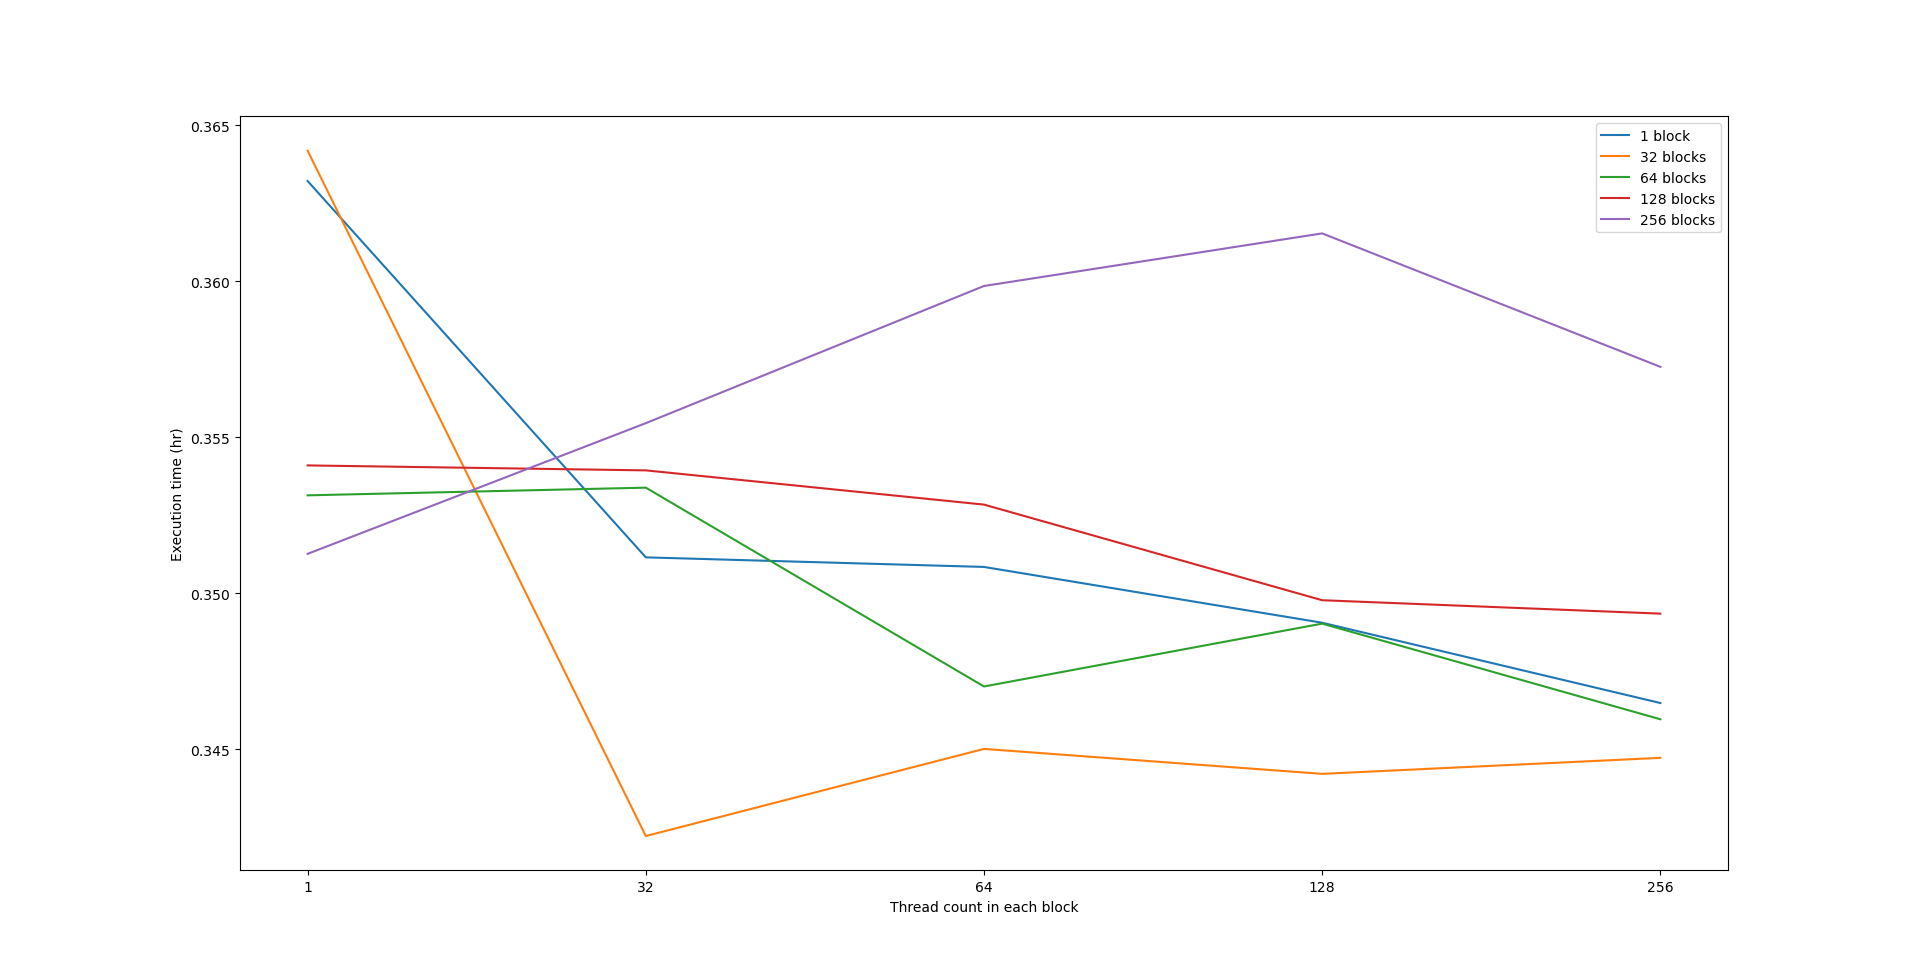 0.365
0.360
0.355
0.350
0.345
Execution time (hr)
1 block
32 blocks
64 blocks
128 blocks
256 blocks
1 32 64 128 256
Thread count in each block